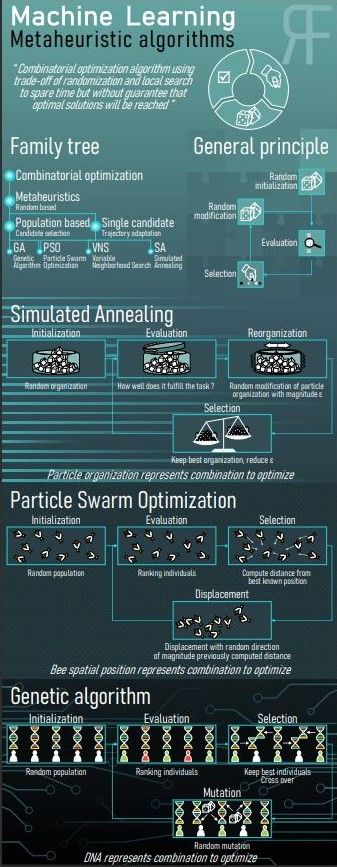 Machine Learning
Metaheuristic algorithms
RF
"Combinatorial optimization algorithm using
trade-off of randomization and local search
to spare time but without guarantee that
optimal solutions will be reached"
Family tree
Combinatorial optimization
Metaheuristics
Random based
Population based
Candidate selection
Single candidate
Trajectory adaptation
GA
Genetic
Algorithm
PSO
Particle Swarm
Optimization
VNS
Variable
Neighborhood Search
SA
Simulated
Annealing
General principle
Random
initialization
Random
modification
Evaluation
Selection
Simulated Annealing
Initialization
Evaluation
Reorganization
Random organization
How well does it fulfill the task ?
Random modification of particle
organization with magnitude ε
Selection
Keep best organization, reduce ε
Particle organization represents combination to optimize
Particle Swarm Optimization
Initialization
Evaluation
Selection
Random population
Ranking individuals
Compute distance from
best known position
Displacement
Displacement with random direction
of magnitude previously computed distance
Bee spatial position represents combination to optimize
Genetic algorithm
Initialization
Evaluation
Selection
Random population
Ranking individuals
Keep best individuals
Cross over
Mutation
Random mutation
DNA represents combination to optimize